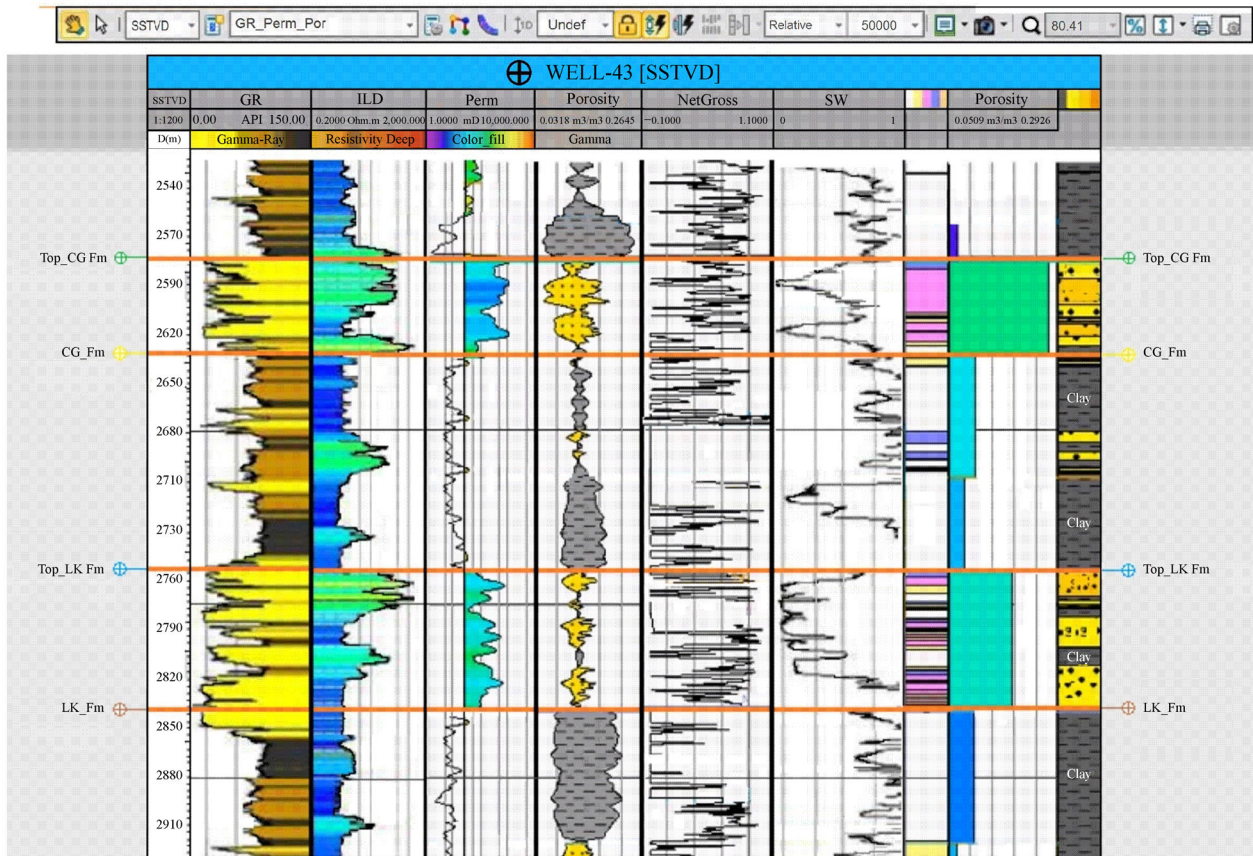 SSTVD GR_Perm_Por 1D Undef Relative 50000 80.41 %
WELL-43 [SSTVD]
SSTVD GR ILD Perm Porosity NetGross SW Porosity
1:1200 0.00 API 150.00 0.2000 Ohm.m 2,000.000 1.0000 mD 10,000.000 0.0318 m3/m3 0.2645 −0.1000 1.1000 0 1 0.0509 m3/m3 0.2926
D(m) Gamma-Ray Resistivity Deep Color_fill Gamma
2540
2570
Top_CG Fm Top_CG Fm
2590
2620
CG_Fm CG_Fm
2650
Clay
2680
2710
Clay
2730
Top_LK Fm Top_LK Fm
2760
2790
Clay
2820
LK_Fm LK_Fm
2850
Clay
2880
2910